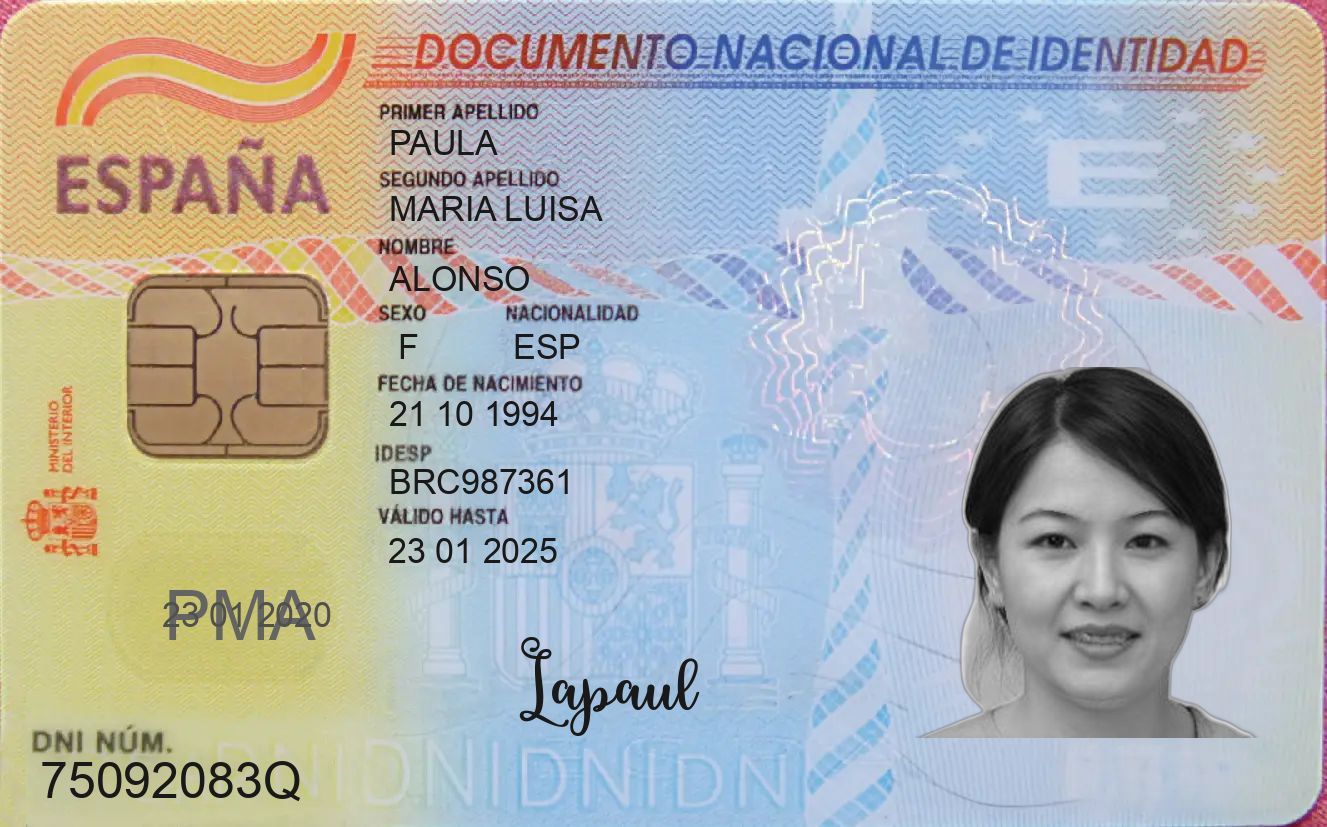 DOCUMENTO NACIONAL DE IDENTIDAD
ESPAÑA
PRIMER APELLIDO
PAULA
SEGUNDO APELLIDO
MARIA LUISA
NOMBRE
ALONSO
SEXO NACIONALIDAD
F ESP
FECHA DE NACIMIENTO
21 10 1994
IDESP
BRC987361
VÁLIDO HASTA
23 01 2025
MINISTERIO
DEL INTERIOR
E
PMA
23 01 2020
Lapaul
DNI NÚM.
75092083Q
DNIDNIDNIDNI